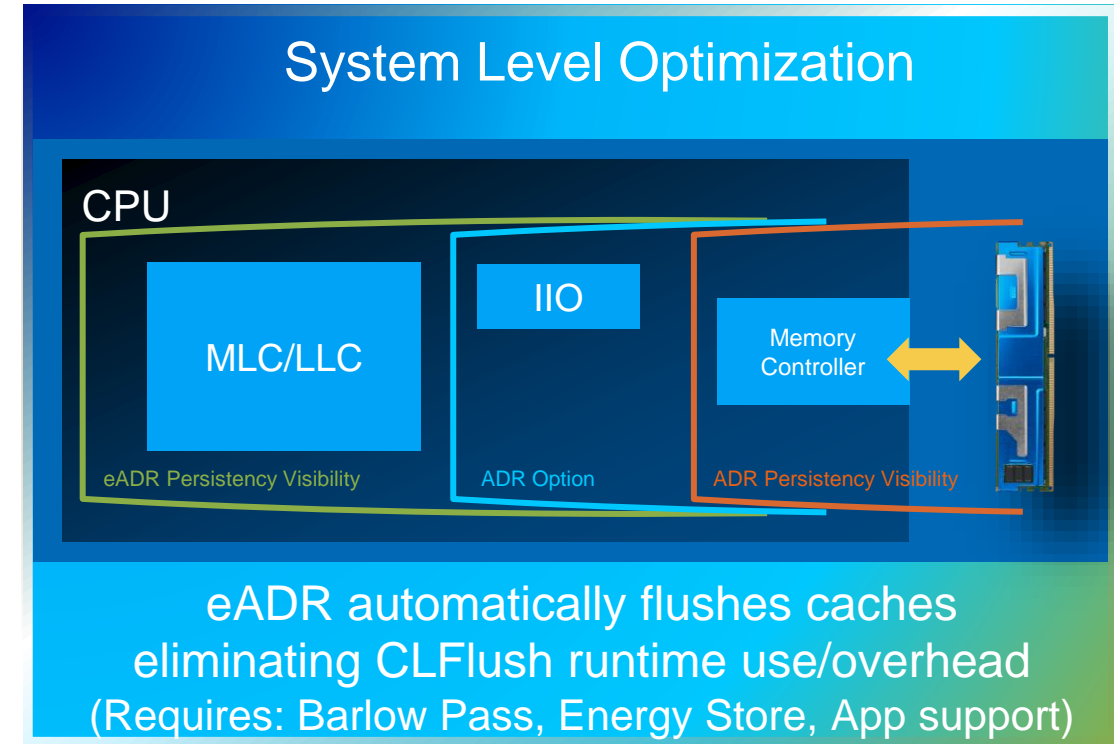 System Level Optimization
CPU
MLC/LLC
IIO
Memory
Controller
eADR Persistency Visibility
ADR Option
ADR Persistency Visibility
eADR automatically flushes caches
eliminating CLFlush runtime use/overhead
(Requires: Barlow Pass, Energy Store, App support)